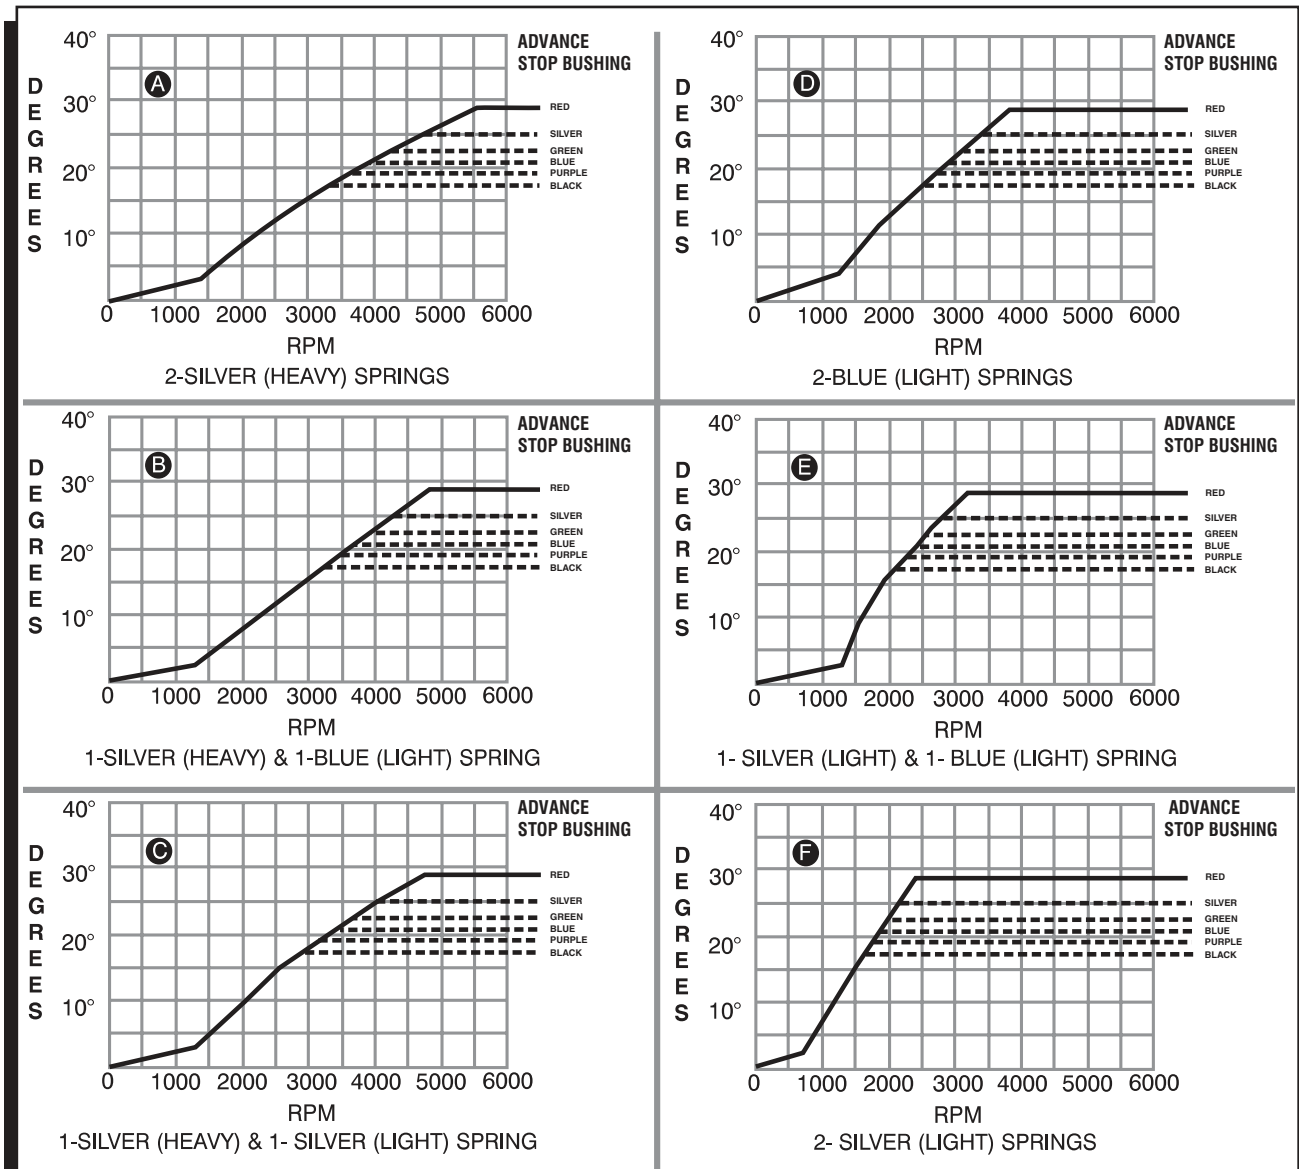 40°
30°
20°
10°
DEGREES
A
ADVANCE
STOP BUSHING
RED
SILVER
GREEN
BLUE
PURPLE
BLACK
0 1000 2000 3000 4000 5000 6000
RPM
2-SILVER (HEAVY) SPRINGS
40°
30°
20°
10°
DEGREES
D
ADVANCE
STOP BUSHING
RED
SILVER
GREEN
BLUE
PURPLE
BLACK
0 1000 2000 3000 4000 5000 6000
RPM
2-BLUE (LIGHT) SPRINGS
40°
30°
20°
10°
DEGREES
B
ADVANCE
STOP BUSHING
RED
SILVER
GREEN
BLUE
PURPLE
BLACK
0 1000 2000 3000 4000 5000 6000
RPM
1-SILVER (HEAVY) & 1-BLUE (LIGHT) SPRING
40°
30°
20°
10°
DEGREES
E
ADVANCE
STOP BUSHING
RED
SILVER
GREEN
BLUE
PURPLE
BLACK
0 1000 2000 3000 4000 5000 6000
RPM
1- SILVER (LIGHT) & 1- BLUE (LIGHT) SPRING
40°
30°
20°
10°
DEGREES
C
ADVANCE
STOP BUSHING
RED
SILVER
GREEN
BLUE
PURPLE
BLACK
0 1000 2000 3000 4000 5000 6000
RPM
1-SILVER (HEAVY) & 1- SILVER (LIGHT) SPRING
40°
30°
20°
10°
DEGREES
F
ADVANCE
STOP BUSHING
RED
SILVER
GREEN
BLUE
PURPLE
BLACK
0 1000 2000 3000 4000 5000 6000
RPM
2- SILVER (LIGHT) SPRINGS